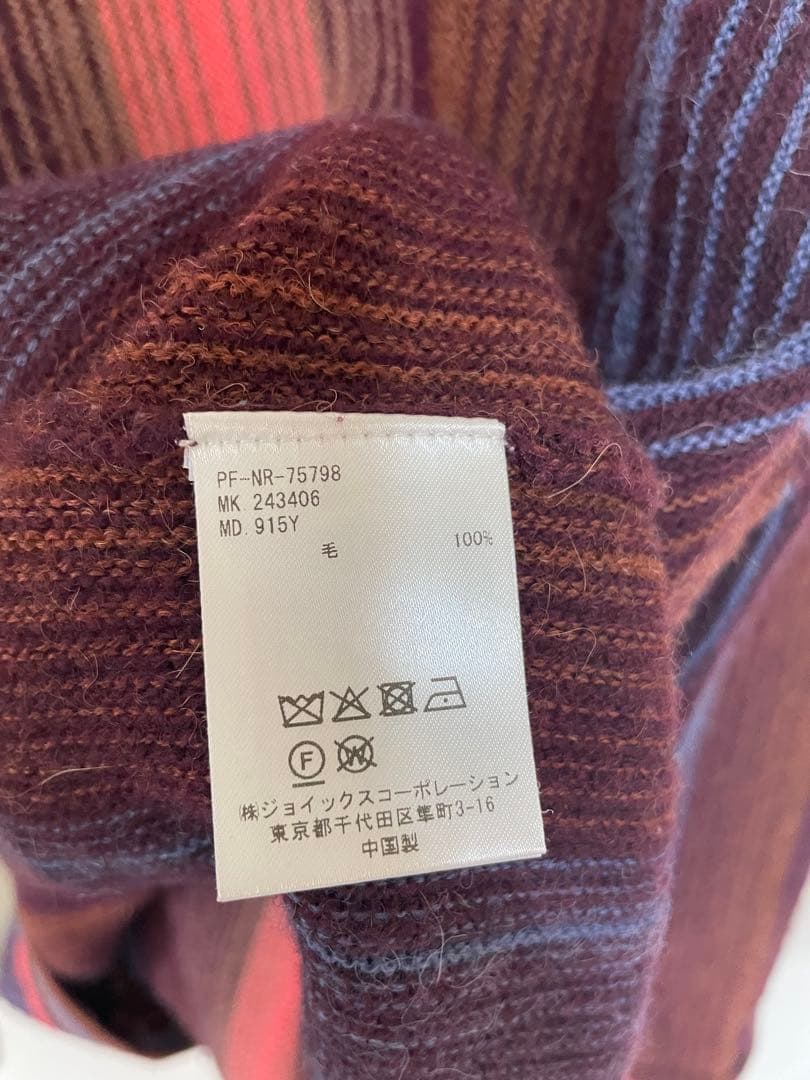 PF-NR-75798
MK. 243406
MD. 915Y
毛 100%
F W
㈱ジョイックスコーポレーション
東京都千代田区隼町3-16
中国製